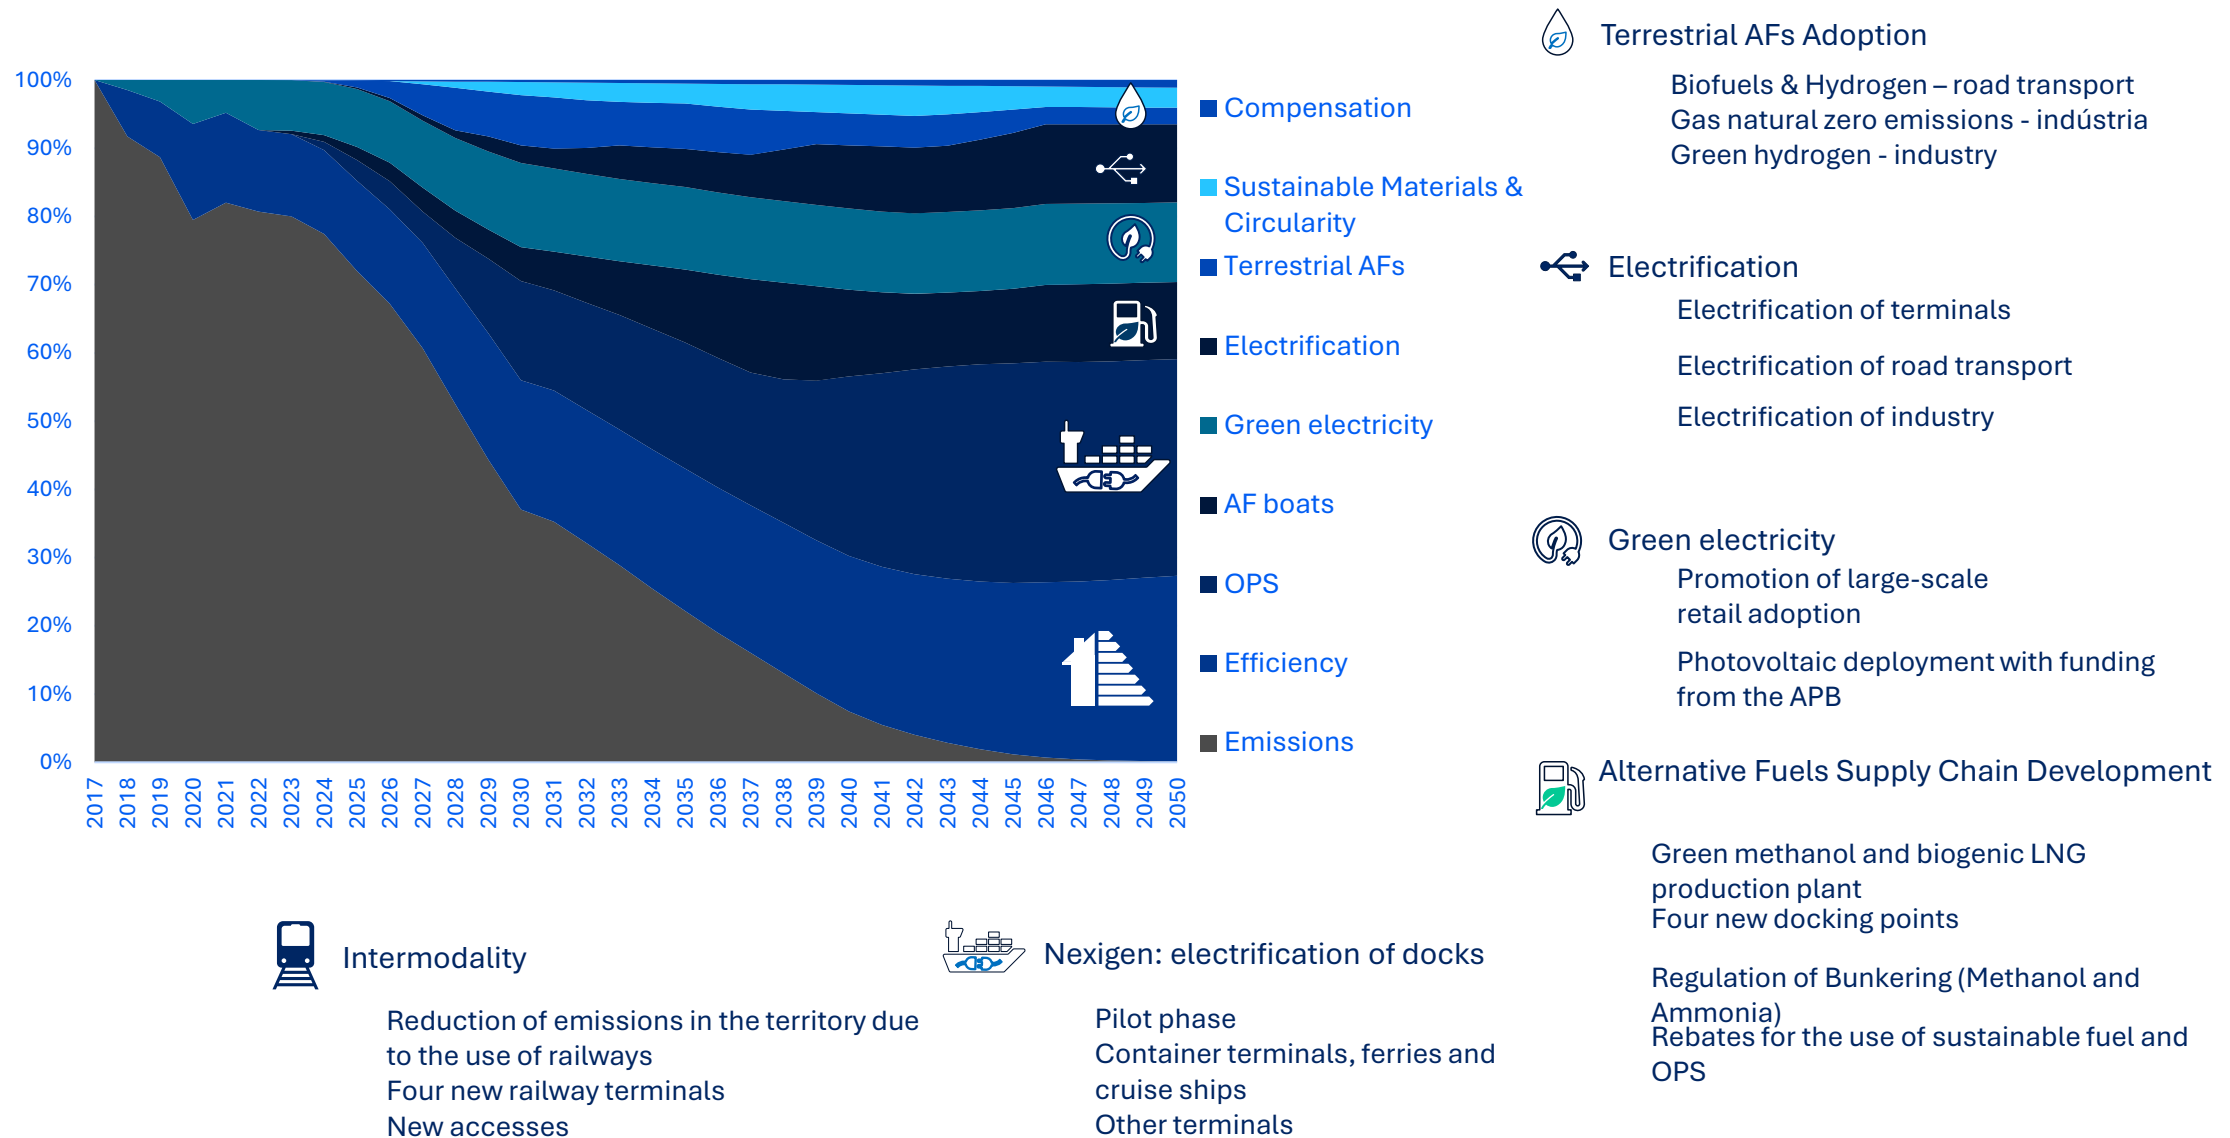 100%
90%
80%
70%
60%
50%
40%
30%
20%
10%
0%
2017
2018
2019
2020
2021
2022
2023
2024
2025
2026
2027
2028
2029
2030
2031
2032
2033
2034
2035
2036
2037
2038
2039
2040
2041
2042
2043
2044
2045
2046
2047
2048
2049
2050
Compensation
Sustainable Materials &
Circularity
Terrestrial AFs
Electrification
Green electricity
AF boats
OPS
Efficiency
Emissions
Terrestrial AFs Adoption
Biofuels & Hydrogen – road transport
Gas natural zero emissions - indústria
Green hydrogen - industry
Electrification
Electrification of terminals
Electrification of road transport
Electrification of industry
Green electricity
Promotion of large-scale
retail adoption
Photovoltaic deployment with funding
from the APB
Alternative Fuels Supply Chain Development
Green methanol and biogenic LNG
production plant
Four new docking points
Regulation of Bunkering (Methanol and
Ammonia)
Rebates for the use of sustainable fuel and
OPS
Intermodality
Reduction of emissions in the territory due
to the use of railways
Four new railway terminals
New accesses
Nexigen: electrification of docks
Pilot phase
Container terminals, ferries and
cruise ships
Other terminals